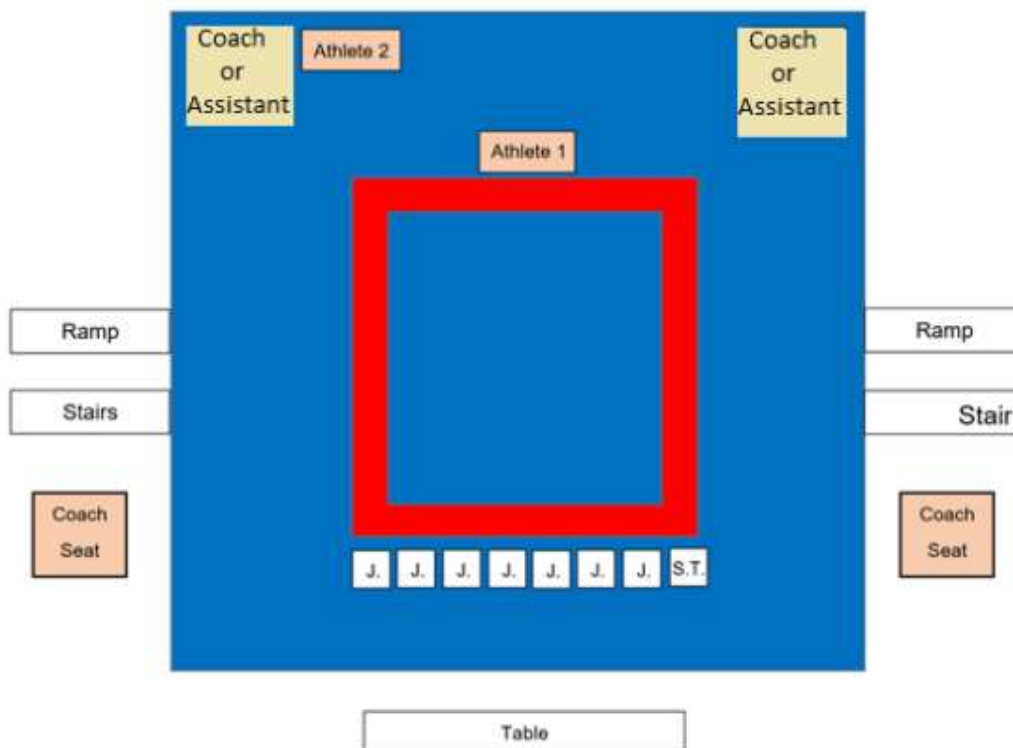 Coach
or
Assistant
Athlete 2
Coach
or
Assistant
Athlete 1
Ramp
Ramp
Stairs
Stair
Coach
Seat
Coach
Seat
J.
J.
J.
J.
J.
J.
J.
S.T.
Table